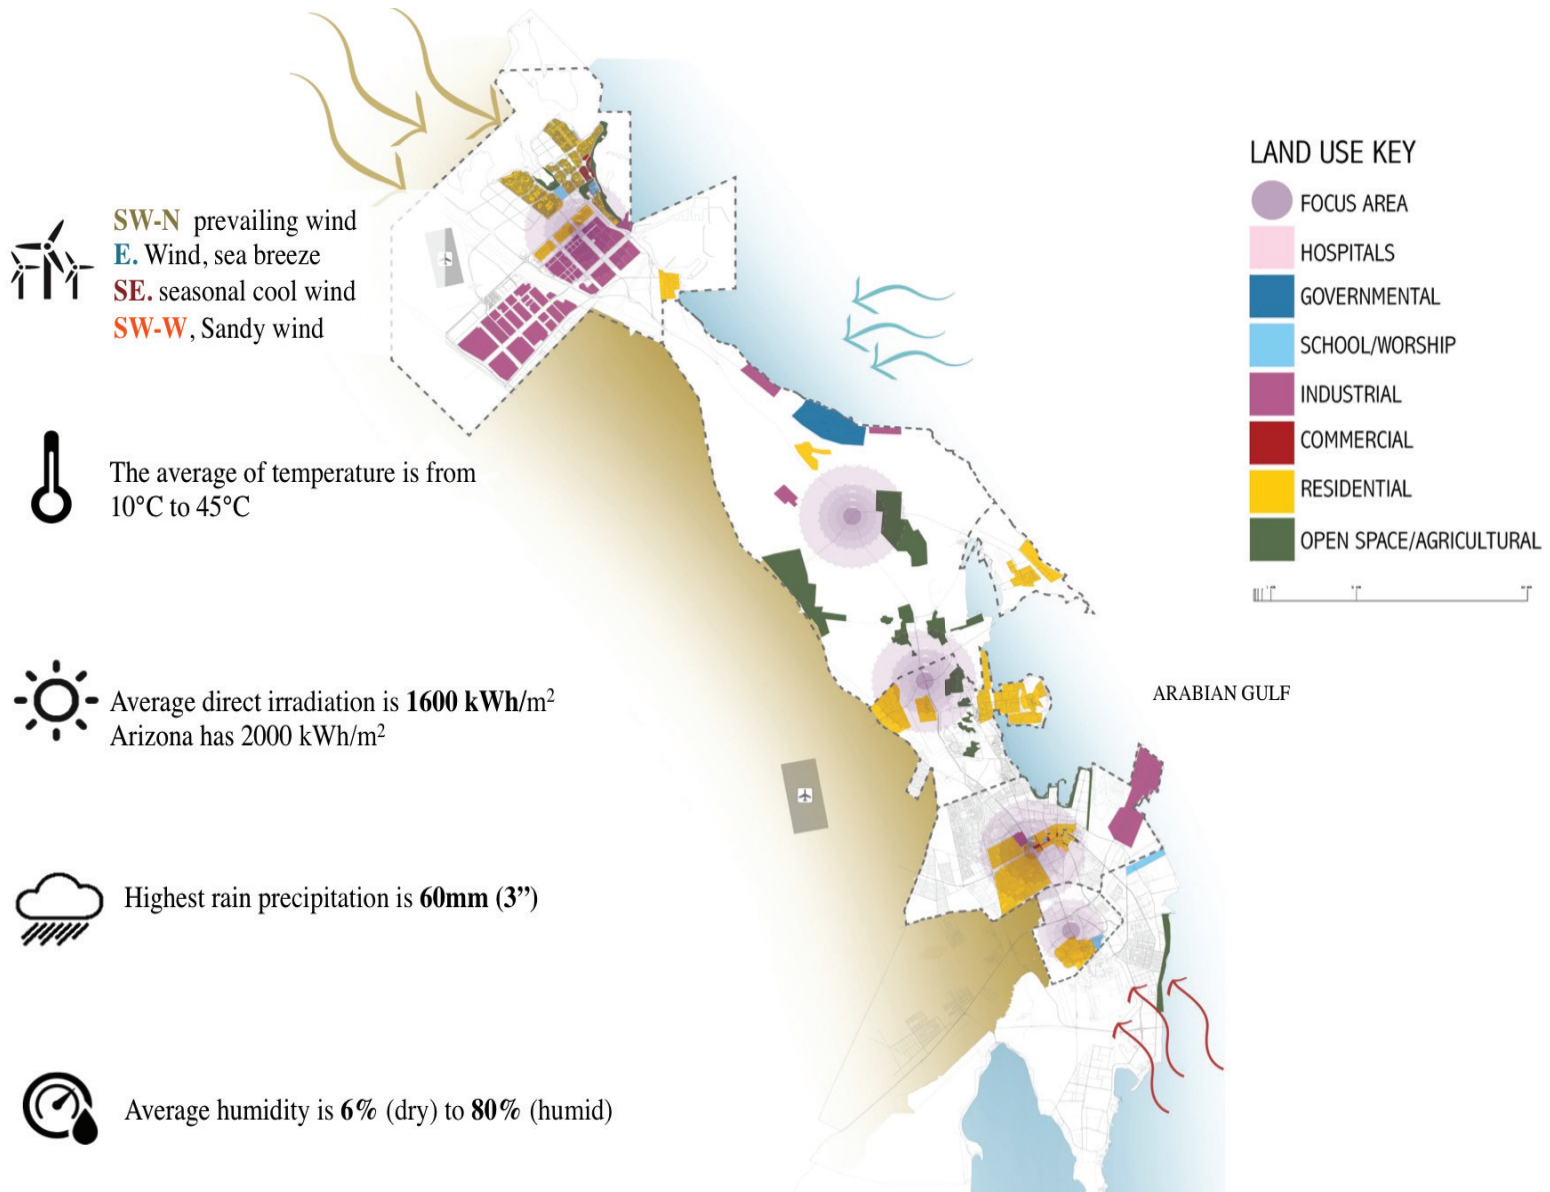 SW-N prevailing wind
E. Wind, sea breeze
SE. seasonal cool wind
SW-W, Sandy wind
The average of temperature is from
10°C to 45°C
Average direct irradiation is 1600 kWh/m²
Arizona has 2000 kWh/m²
Highest rain precipitation is 60mm (3”)
Average humidity is 6% (dry) to 80% (humid)
LAND USE KEY
FOCUS AREA
HOSPITALS
GOVERNMENTAL
SCHOOL/WORSHIP
INDUSTRIAL
COMMERCIAL
RESIDENTIAL
OPEN SPACE/AGRICULTURAL
ARABIAN GULF